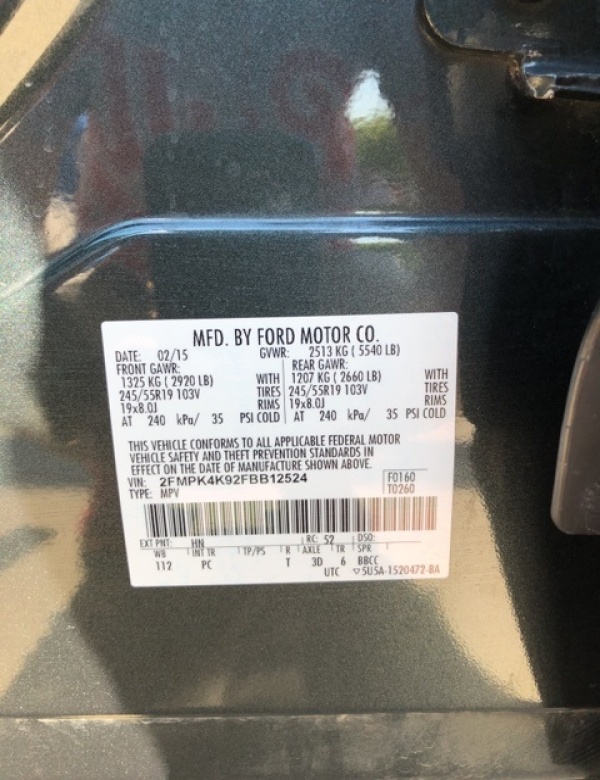 MFD. BY FORD MOTOR CO.
DATE: 02/15 GVWR: 2513 KG ( 5540 LB)
FRONT GAWR: REAR GAWR:
1325 KG ( 2920 LB) WITH 1207 KG ( 2660 LB) WITH
245/55R19 103V TIRES 245/55R19 103V TIRES
19x8.0J RIMS 19x8.0J RIMS
AT 240 kPa/ 35 PSI COLD AT 240 kPa/ 35 PSI COLD
THIS VEHICLE CONFORMS TO ALL APPLICABLE FEDERAL MOTOR
VEHICLE SAFETY AND THEFT PREVENTION STANDARDS IN
EFFECT ON THE DATE OF MANUFACTURE SHOWN ABOVE.
VIN: 2FMPK4K92FBB12524 F0160
TYPE: MPV T0260
EXT PNT: HN RC: 52 DSO:
WB INT TR TP/PS R AXLE TR SPR
112 PC T 3D 6 BBCC
UTC ▽5U5A-1520472-BA